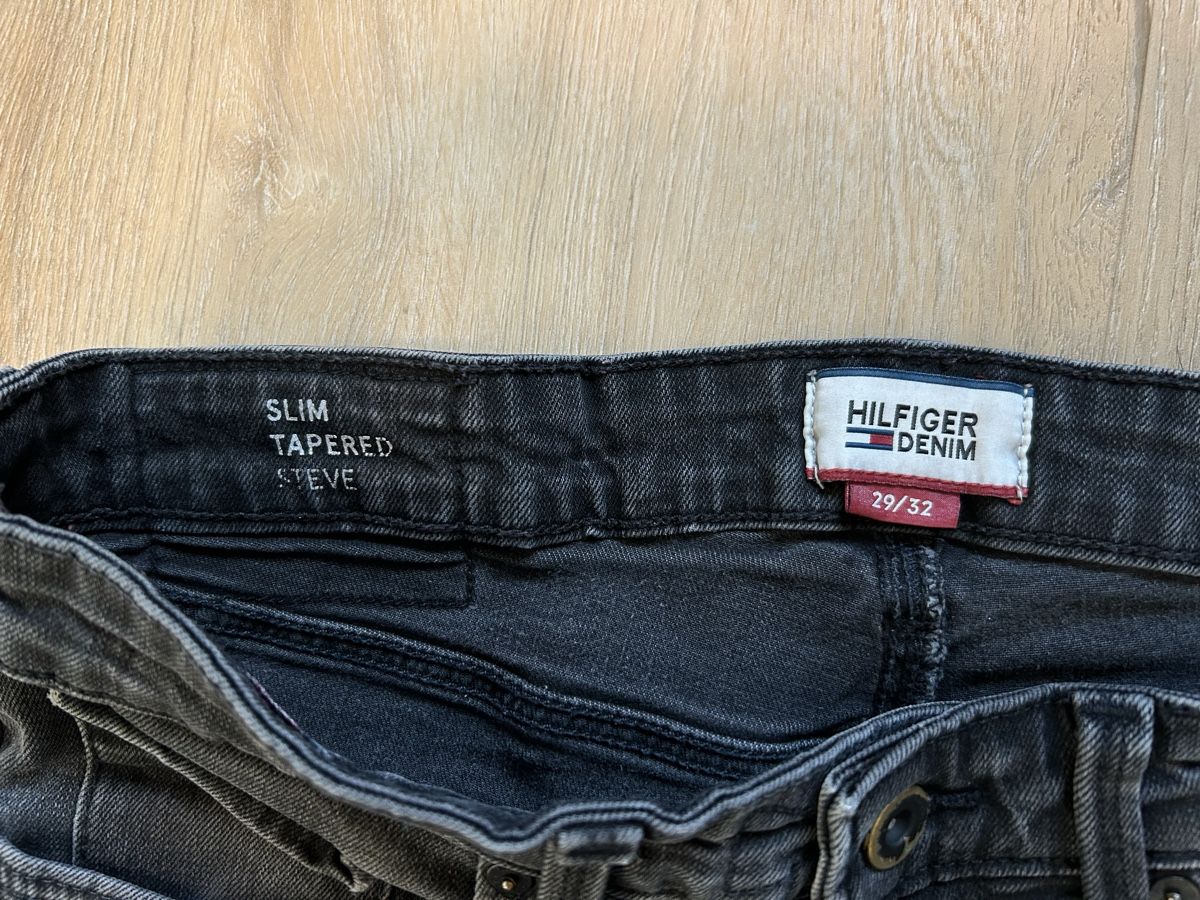 SLIM
TAPERED
STEVE
HILFIGER
DENIM
29/32